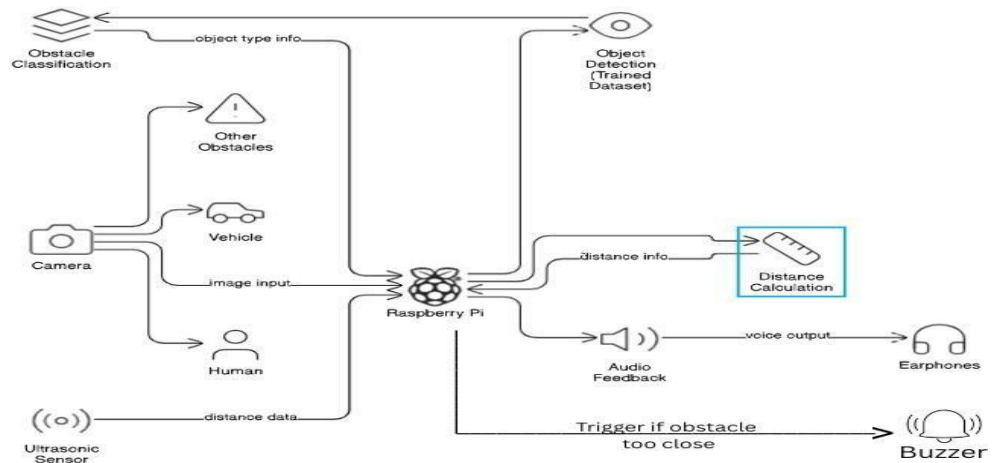 object type info
Obstacle
Classification
Object
Detection
(Trained
Dataset)
Other
Obstacles
Vehicle
Camera
image input
Human
Ultrasonic
Sensor
distance data
Raspberry Pi
distance info
Distance
Calculation
Audio
Feedback
voice output
Earphones
Trigger if obstacle
too close
Buzzer